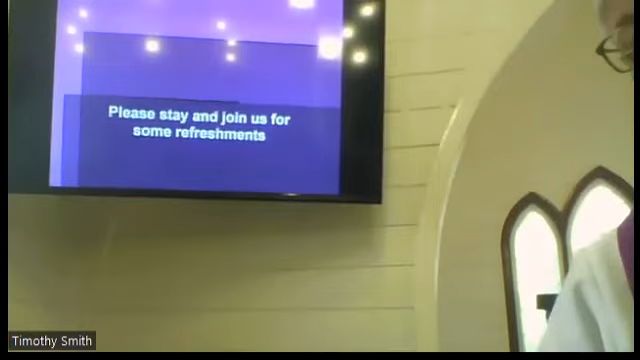 Please stay and join us for
some refreshments
Timothy Smith